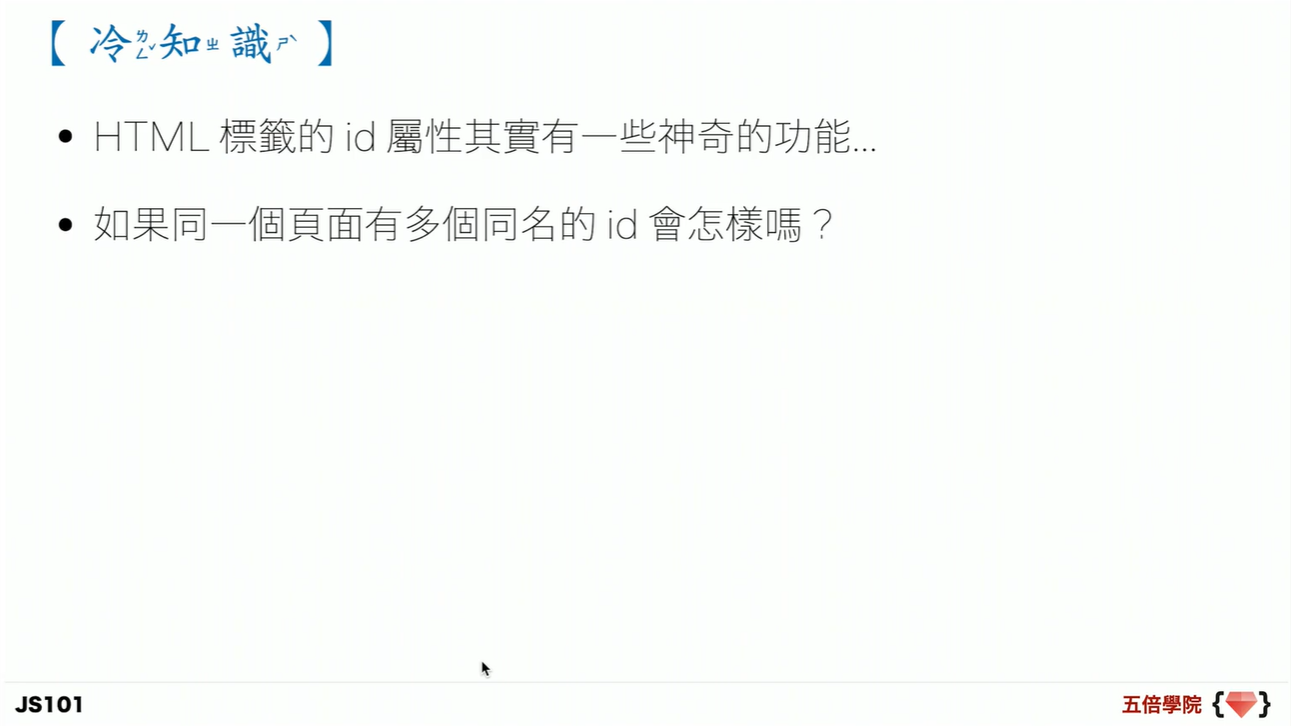 【 冷ㄌㄥˇ知ㄓ識ㄕˋ 】
• HTML 標籤的 id 屬性其實有一些神奇的功能...
• 如果同一個頁面有多個同名的 id 會怎樣嗎？
JS101
五倍學院